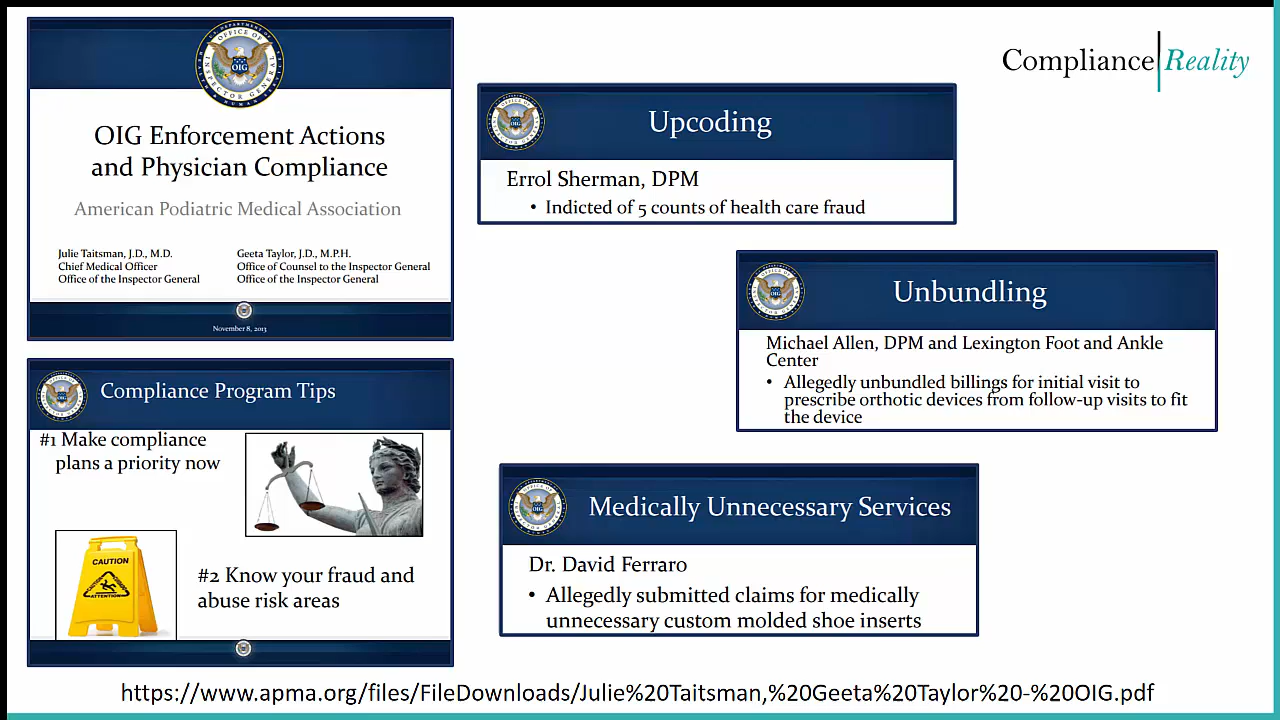 OIG Enforcement Actions
and Physician Compliance
American Podiatric Medical Association
Julie Taitsman, J.D., M.D.
Chief Medical Officer
Office of the Inspector General
Geeta Taylor, J.D., M.P.H.
Office of Counsel to the Inspector General
Office of the Inspector General
November 8, 2013
Compliance Program Tips
#1 Make compliance
plans a priority now
CAUTION
#2 Know your fraud and
abuse risk areas
Compliance Reality
Upcoding
Errol Sherman, DPM
• Indicted of 5 counts of health care fraud
Unbundling
Michael Allen, DPM and Lexington Foot and Ankle
Center
• Allegedly unbundled billings for initial visit to
prescribe orthotic devices from follow-up visits to fit
the device
Medically Unnecessary Services
Dr. David Ferraro
• Allegedly submitted claims for medically
unnecessary custom molded shoe inserts
https://www.apma.org/files/FileDownloads/Julie%20Taitsman,%20Geeta%20Taylor%20-%20OIG.pdf